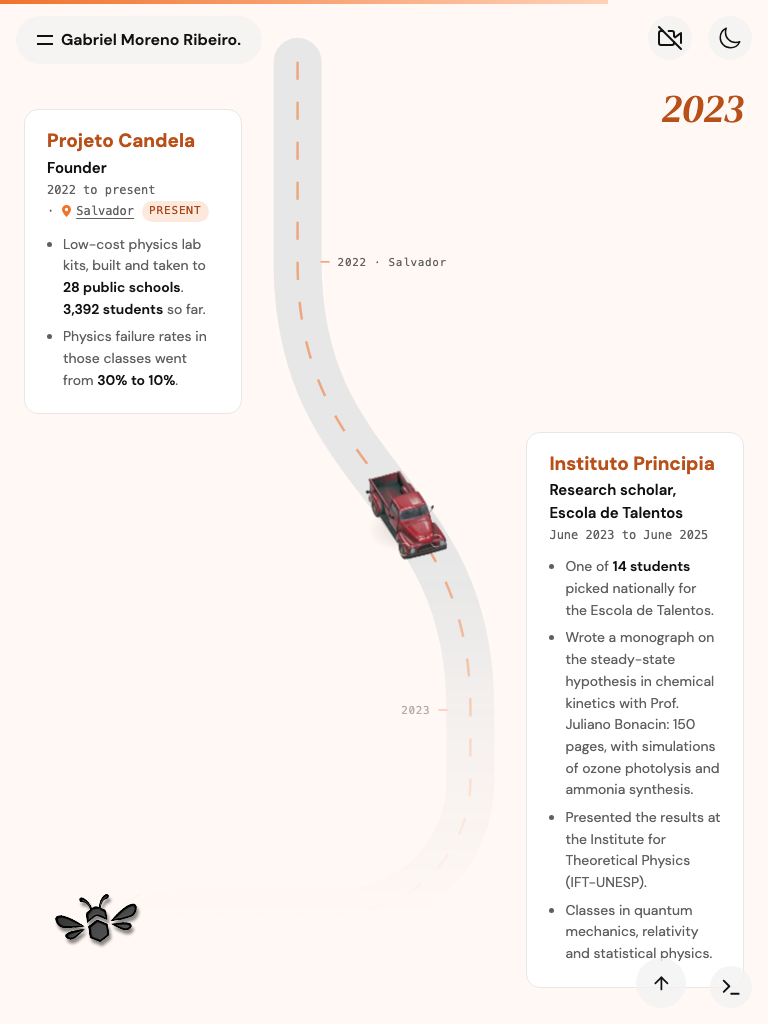 Gabriel Moreno Ribeiro.
2023
Projeto Candela
Founder
2022 to present
· Salvador PRESENT
• Low-cost physics lab
kits, built and taken to
28 public schools.
3,392 students so far.
• Physics failure rates in
those classes went
from 30% to 10%.
2022 · Salvador
Instituto Principia
Research scholar,
Escola de Talentos
June 2023 to June 2025
• One of 14 students
picked nationally for
the Escola de Talentos.
• Wrote a monograph on
the steady-state
hypothesis in chemical
kinetics with Prof.
Juliano Bonacin: 150
pages, with simulations
of ozone photolysis and
ammonia synthesis.
• Presented the results at
the Institute for
Theoretical Physics
(IFT-UNESP).
• Classes in quantum
mechanics, relativity
and statistical physics.
2023